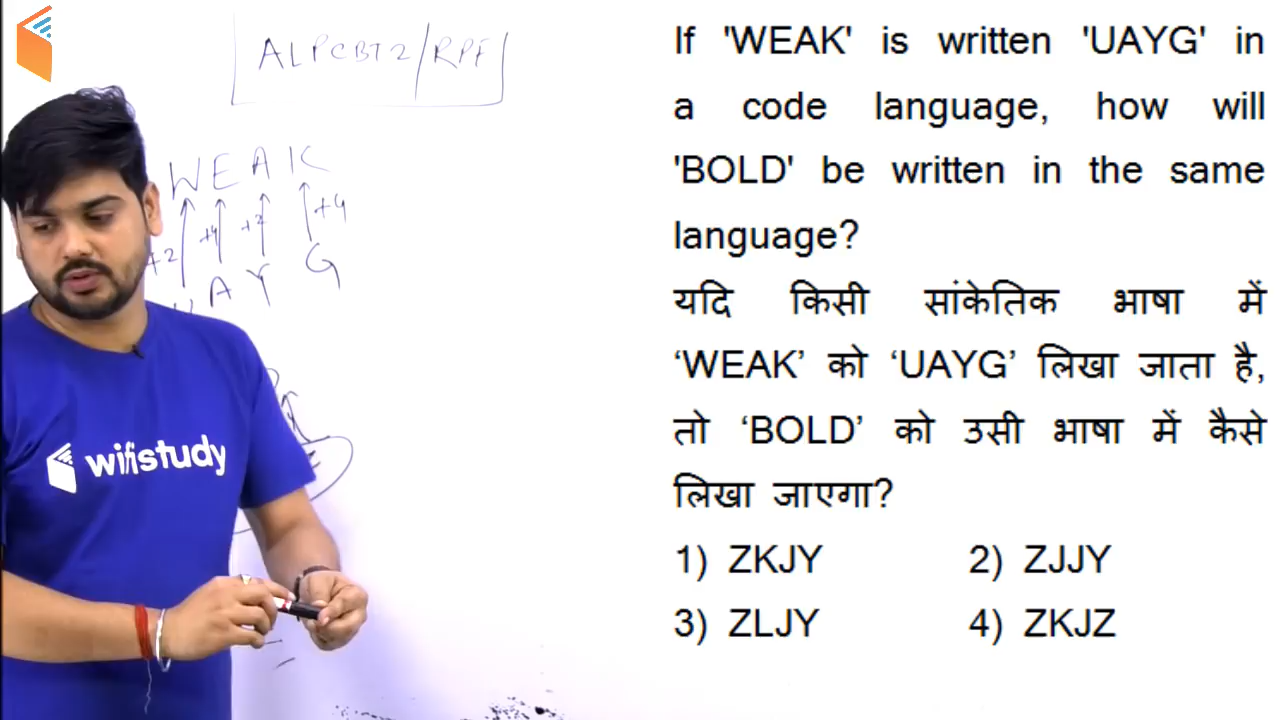 ALPCBT2/RPF
WEAK
+2 +4 +2 +4
U A Y G
wifistudy
If 'WEAK' is written 'UAYG' in
a code language, how will
'BOLD' be written in the same
language?
यदि किसी सांकेतिक भाषा में
‘WEAK’ को ‘UAYG’ लिखा जाता है,
तो ‘BOLD’ को उसी भाषा में कैसे
लिखा जाएगा?
1) ZKJY 2) ZJJY
3) ZLJY 4) ZKJZ